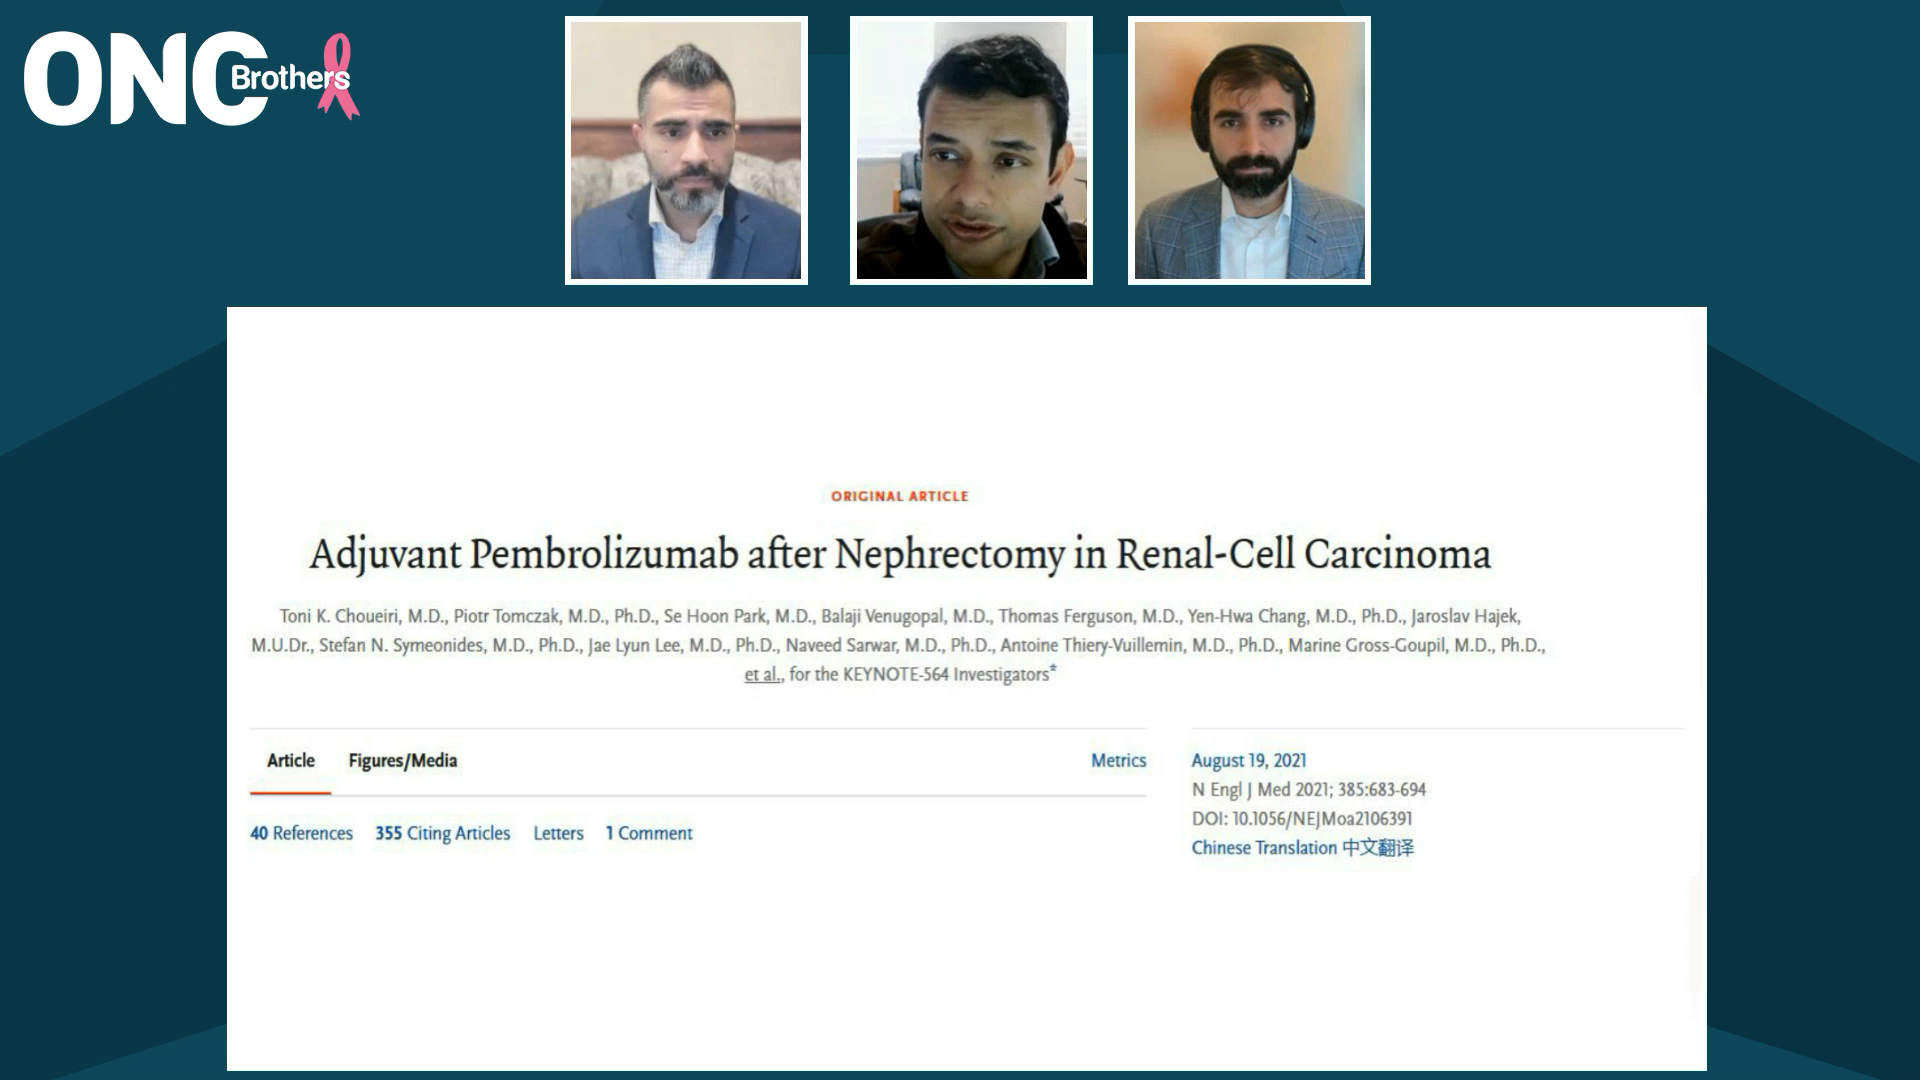 ONC
Brothers
ORIGINAL ARTICLE
Adjuvant Pembrolizumab after Nephrectomy in Renal-Cell Carcinoma
Toni K. Choueiri, M.D., Piotr Tomczak, M.D., Ph.D., Se Hoon Park, M.D., Balaji Venugopal, M.D., Thomas Ferguson, M.D., Yen-Hwa Chang, M.D., Ph.D., Jaroslav Hajek,
M.U.Dr., Stefan N. Symeonides, M.D., Ph.D., Jae Lyun Lee, M.D., Ph.D., Naveed Sarwar, M.D., Ph.D., Antoine Thiery-Vuillemin, M.D., Ph.D., Marine Gross-Goupil, M.D., Ph.D.,
et al., for the KEYNOTE-564 Investigators*
Article Figures/Media Metrics
40 References 355 Citing Articles Letters 1 Comment
August 19, 2021
N Engl J Med 2021; 385:683-694
DOI: 10.1056/NEJMoa2106391
Chinese Translation 中文翻译